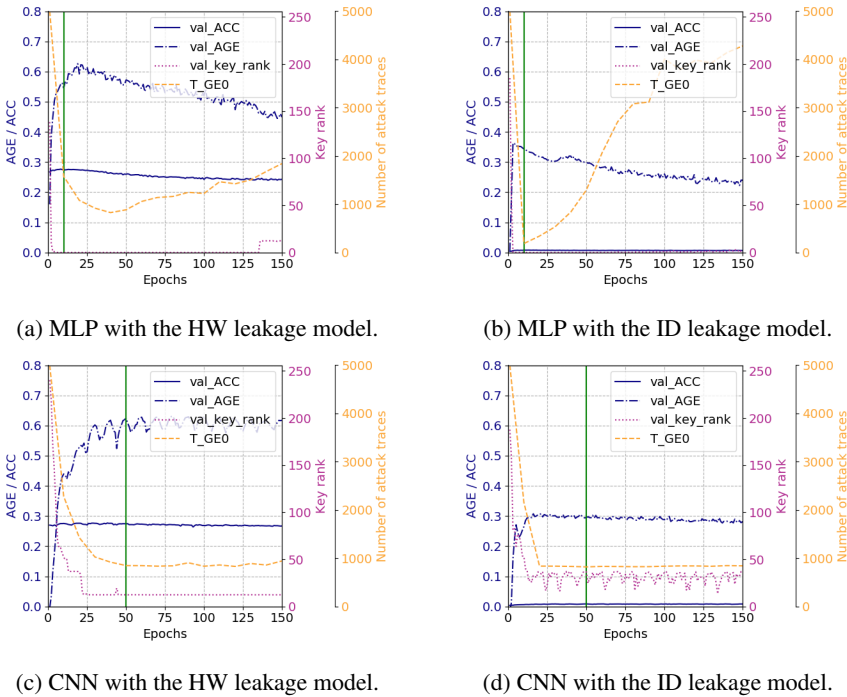 0.8
0.7
0.6
0.5
0.4
0.3
0.2
0.1
0.0
AGE / ACC
0 25 50 75 100 125 150
Epochs
val_ACC
val_AGE
val_key_rank
T_GE0
250
200
150
100
50
0
Key rank
5000
4000
3000
2000
1000
0
Number of attack traces
(a) MLP with the HW leakage model.
0.8
0.7
0.6
0.5
0.4
0.3
0.2
0.1
0.0
AGE / ACC
0 25 50 75 100 125 150
Epochs
val_ACC
val_AGE
val_key_rank
T_GE0
250
200
150
100
50
0
Key rank
5000
4000
3000
2000
1000
0
Number of attack traces
(b) MLP with the ID leakage model.
0.8
0.7
0.6
0.5
0.4
0.3
0.2
0.1
0.0
AGE / ACC
0 25 50 75 100 125 150
Epochs
val_ACC
val_AGE
val_key_rank
T_GE0
250
200
150
100
50
0
Key rank
5000
4000
3000
2000
1000
0
Number of attack traces
(c) CNN with the HW leakage model.
0.8
0.7
0.6
0.5
0.4
0.3
0.2
0.1
0.0
AGE / ACC
0 25 50 75 100 125 150
Epochs
val_ACC
val_AGE
val_key_rank
T_GE0
250
200
150
100
50
0
Key rank
5000
4000
3000
2000
1000
0
Number of attack traces
(d) CNN with the ID leakage model.